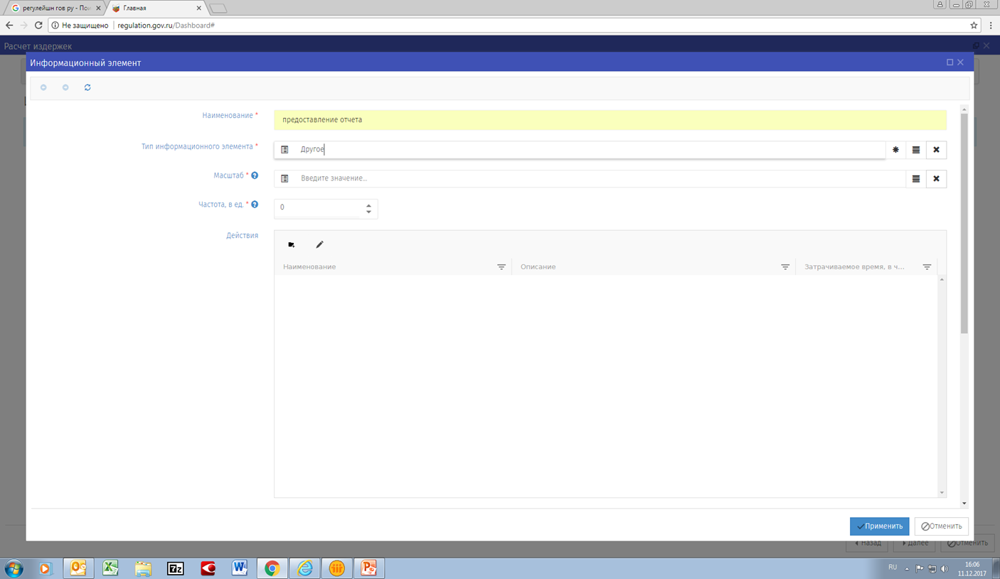 регулейшн гов ру - Пои
Главная
Не защищено
regulation.gov.ru/Dashboard#
Расчет издержек
Информационный элемент
Наименование *
предоставление отчета
Тип информационного элемента *
Другое
Масштаб * ?
Введите значение...
Частота, в ед. * ?
0
Действия
Наименование
Описание
Затрачиваемое время, в ч...
Применить
Отменить
Назад
Далее
Отменить
RU
16:06
11.12.2017